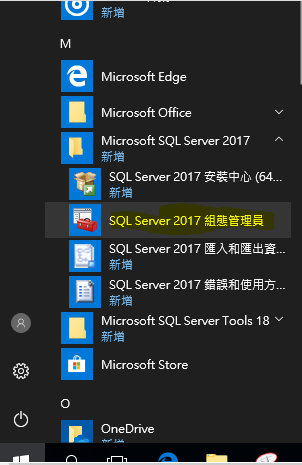 新增
M
Microsoft Edge
Microsoft Office
Microsoft SQL Server 2017
新增
SQL Server 2017 安裝中心 (64...
新增
SQL Server 2017 組態管理員
SQL Server 2017 匯入和匯出資...
新增
SQL Server 2017 錯誤和使用方...
新增
Microsoft SQL Server Tools 18
新增
Microsoft Store
O
OneDrive
新增